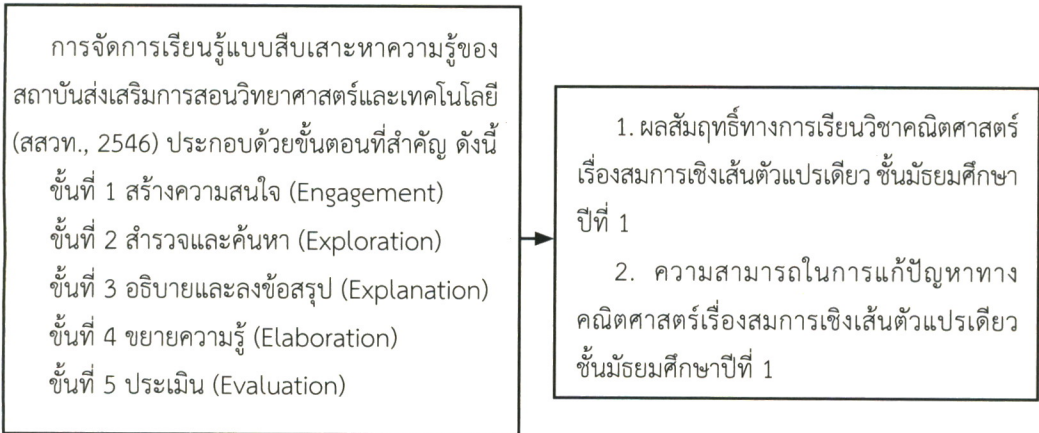 การจัดการเรียนรู้แบบสืบเสาะหาความรู้ของ
สถาบันส่งเสริมการสอนวิทยาศาสตร์และเทคโนโลยี
(สสวท., 2546) ประกอบด้วยขั้นตอนที่สำคัญ ดังนี้
ขั้นที่ 1 สร้างความสนใจ (Engagement)
ขั้นที่ 2 สำรวจและค้นหา (Exploration)
ขั้นที่ 3 อธิบายและลงข้อสรุป (Explanation)
ขั้นที่ 4 ขยายความรู้ (Elaboration)
ขั้นที่ 5 ประเมิน (Evaluation)
1. ผลสัมฤทธิ์ทางการเรียนวิชาคณิตศาสตร์
เรื่องสมการเชิงเส้นตัวแปรเดียว ชั้นมัธยมศึกษา
ปีที่ 1
2. ความสามารถในการแก้ปัญหาทาง
คณิตศาสตร์เรื่องสมการเชิงเส้นตัวแปรเดียว
ชั้นมัธยมศึกษาปีที่ 1